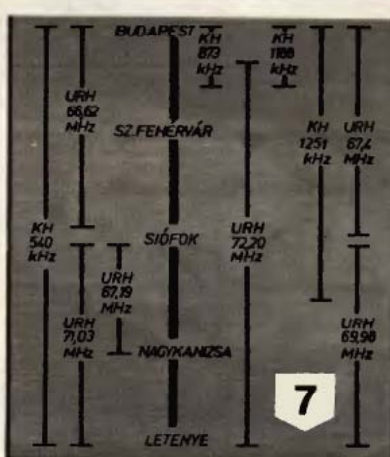 BUDAPEST
KH
873
kHz
KH
1188
kHz
URH
66,62
MHz
SZ.FEHÉRVÁR
KH
1251
kHz
URH
67,4
MHz
KH
540
kHz
SIÓFOK
URH
72,20
MHz
URH
67,19
MHz
URH
71,03
MHz
URH
69,98
MHz
NAGYKANIZSA
7
LETENYE